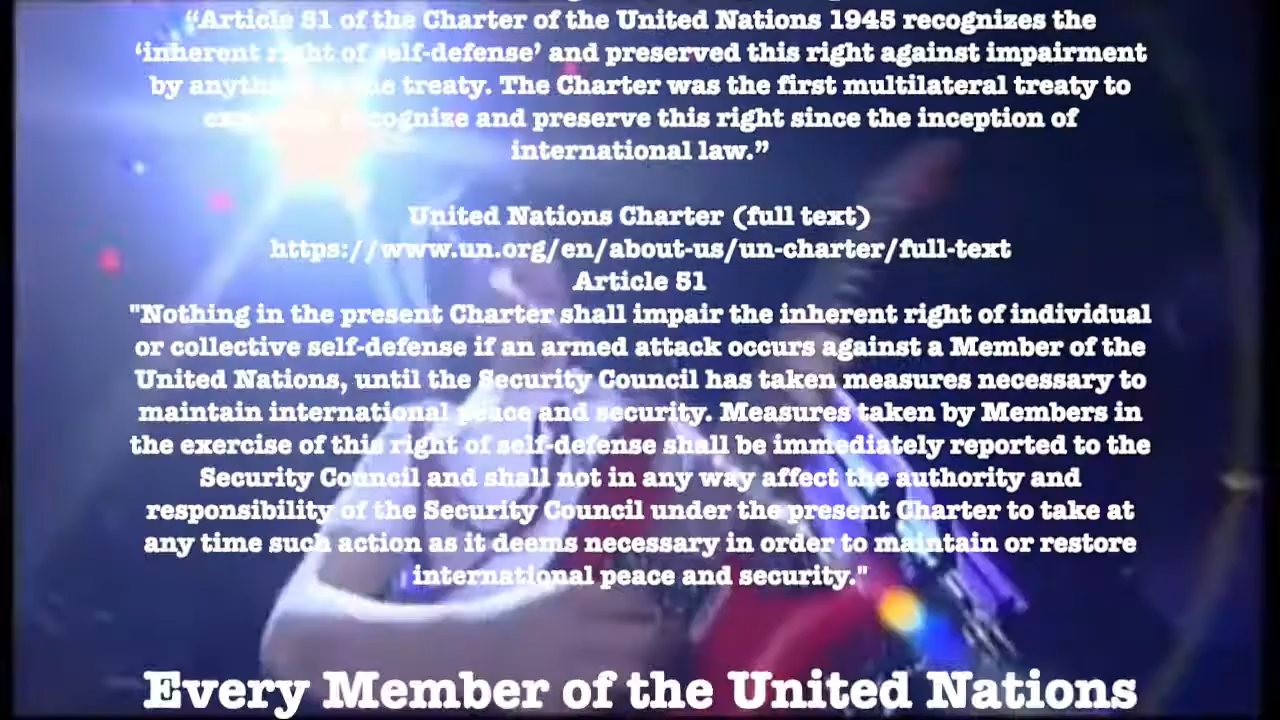 “Article 51 of the Charter of the United Nations 1945 recognizes the
‘inherent right of self-defense’ and preserved this right against impairment
by anything in the treaty. The Charter was the first multilateral treaty to
recognize and preserve this right since the inception of
international law.”
United Nations Charter (full text)
https://www.un.org/en/about-us/un-charter/full-text
Article 51
"Nothing in the present Charter shall impair the inherent right of individual
or collective self-defense if an armed attack occurs against a Member of the
United Nations, until the Security Council has taken measures necessary to
maintain international peace and security. Measures taken by Members in
the exercise of this right of self-defense shall be immediately reported to the
Security Council and shall not in any way affect the authority and
responsibility of the Security Council under the present Charter to take at
any time such action as it deems necessary in order to maintain or restore
international peace and security."
Every Member of the United Nations